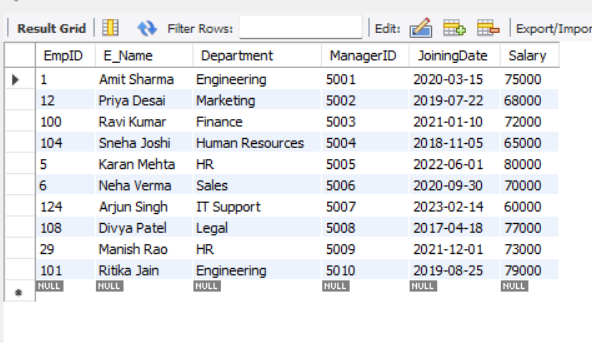 Result Grid Filter Rows: Edit: Export/Impor
EmpID E_Name Department ManagerID JoiningDate Salary
1 Amit Sharma Engineering 5001 2020-03-15 75000
12 Priya Desai Marketing 5002 2019-07-22 68000
100 Ravi Kumar Finance 5003 2021-01-10 72000
104 Sneha Joshi Human Resources 5004 2018-11-05 65000
5 Karan Mehta HR 5005 2022-06-01 80000
6 Neha Verma Sales 5006 2020-09-30 70000
124 Arjun Singh IT Support 5007 2023-02-14 60000
108 Divya Patel Legal 5008 2017-04-18 77000
29 Manish Rao HR 5009 2021-12-01 73000
101 Ritika Jain Engineering 5010 2019-08-25 79000
NULL NULL NULL NULL NULL NULL